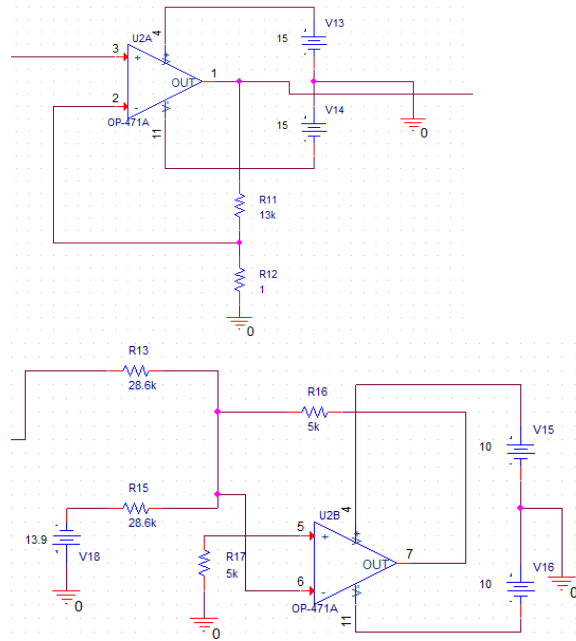 V13
U2A
4
15
3
+
V+
1
OUT
2
-
V-
OP-471A
11
V14
15
0
R11
13k
R12
1
0
R13
28.6k
R16
5k
V15
10
R15
28.6k
4
U2B
13.9
V18
5
+
V+
R17
5k
7
OUT
6
-
V-
OP-471A
11
V16
10
0
0
0